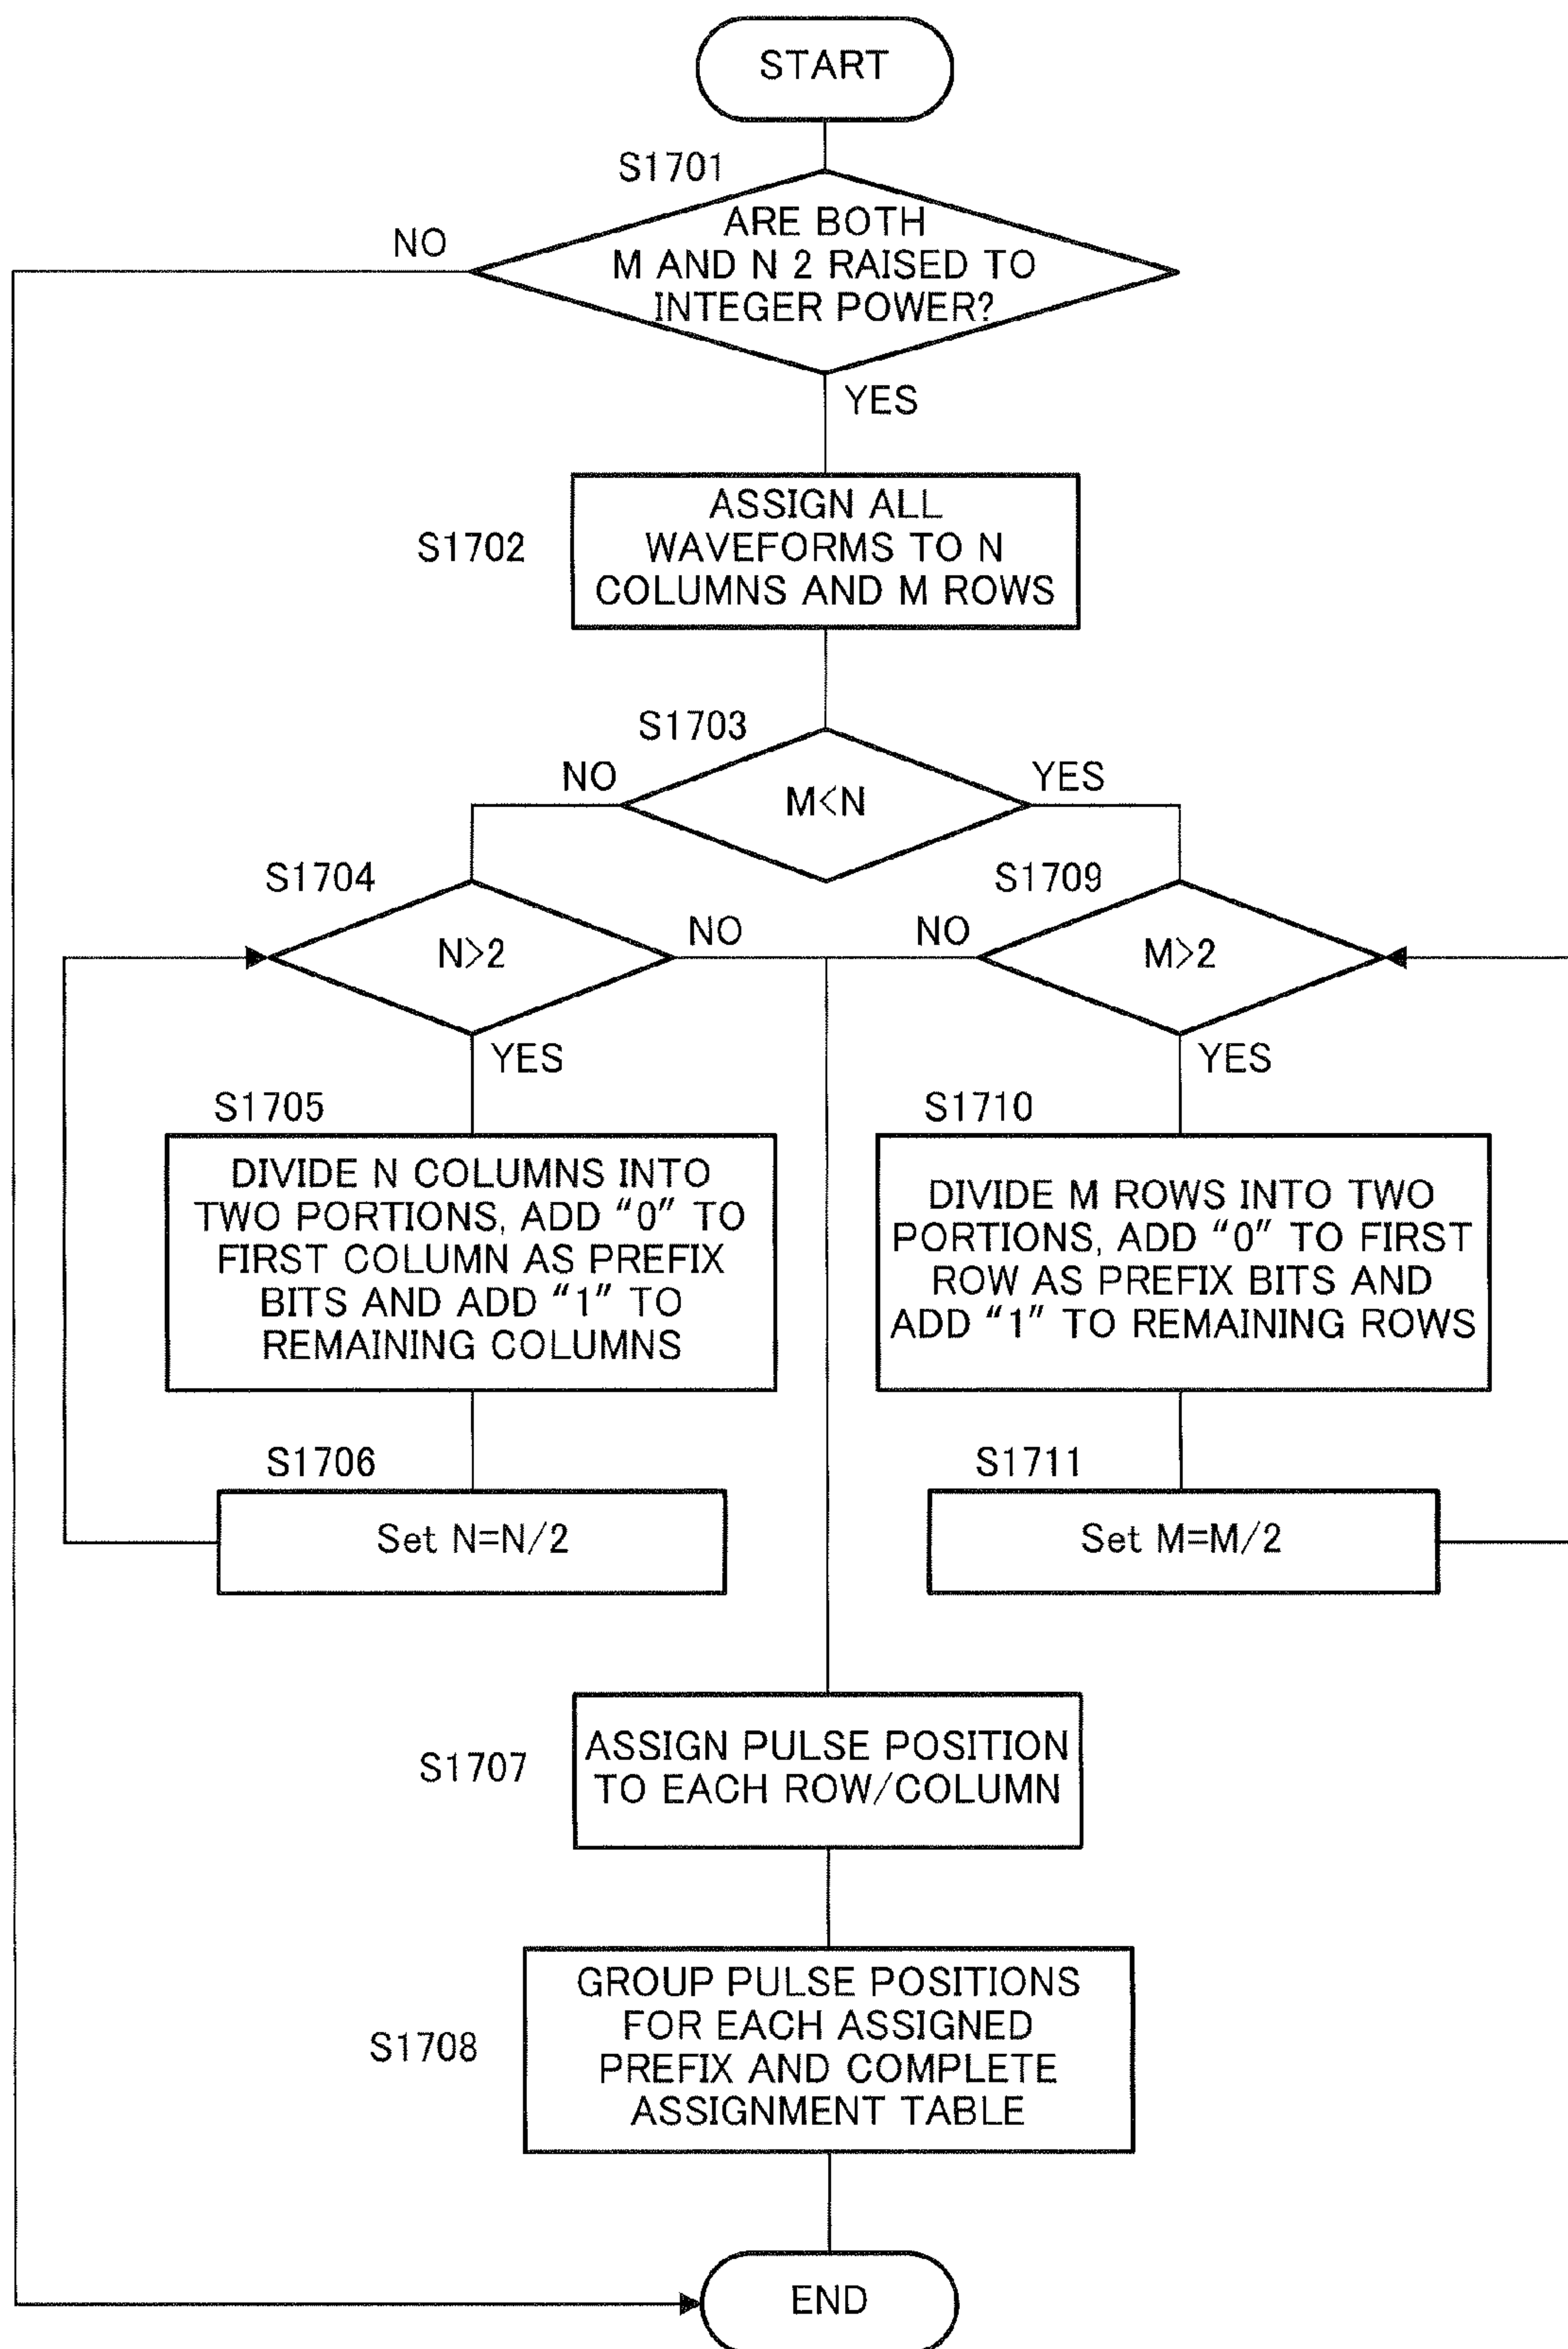 START
S1701
ARE BOTH
M AND N 2 RAISED TO
INTEGER POWER?
NO
YES
S1702
ASSIGN ALL
WAVEFORMS TO N
COLUMNS AND M ROWS
S1703
NO
M<N
YES
S1704
S1709
N>2
NO
NO
M>2
YES
YES
S1705
S1710
DIVIDE N COLUMNS INTO
TWO PORTIONS, ADD “0” TO
FIRST COLUMN AS PREFIX
BITS AND ADD “1” TO
REMAINING COLUMNS
DIVIDE M ROWS INTO TWO
PORTIONS, ADD “0” TO FIRST
ROW AS PREFIX BITS AND
ADD “1” TO REMAINING ROWS
S1706
S1711
Set N=N/2
Set M=M/2
S1707
ASSIGN PULSE POSITION
TO EACH ROW/COLUMN
S1708
GROUP PULSE POSITIONS
FOR EACH ASSIGNED
PREFIX AND COMPLETE
ASSIGNMENT TABLE
END